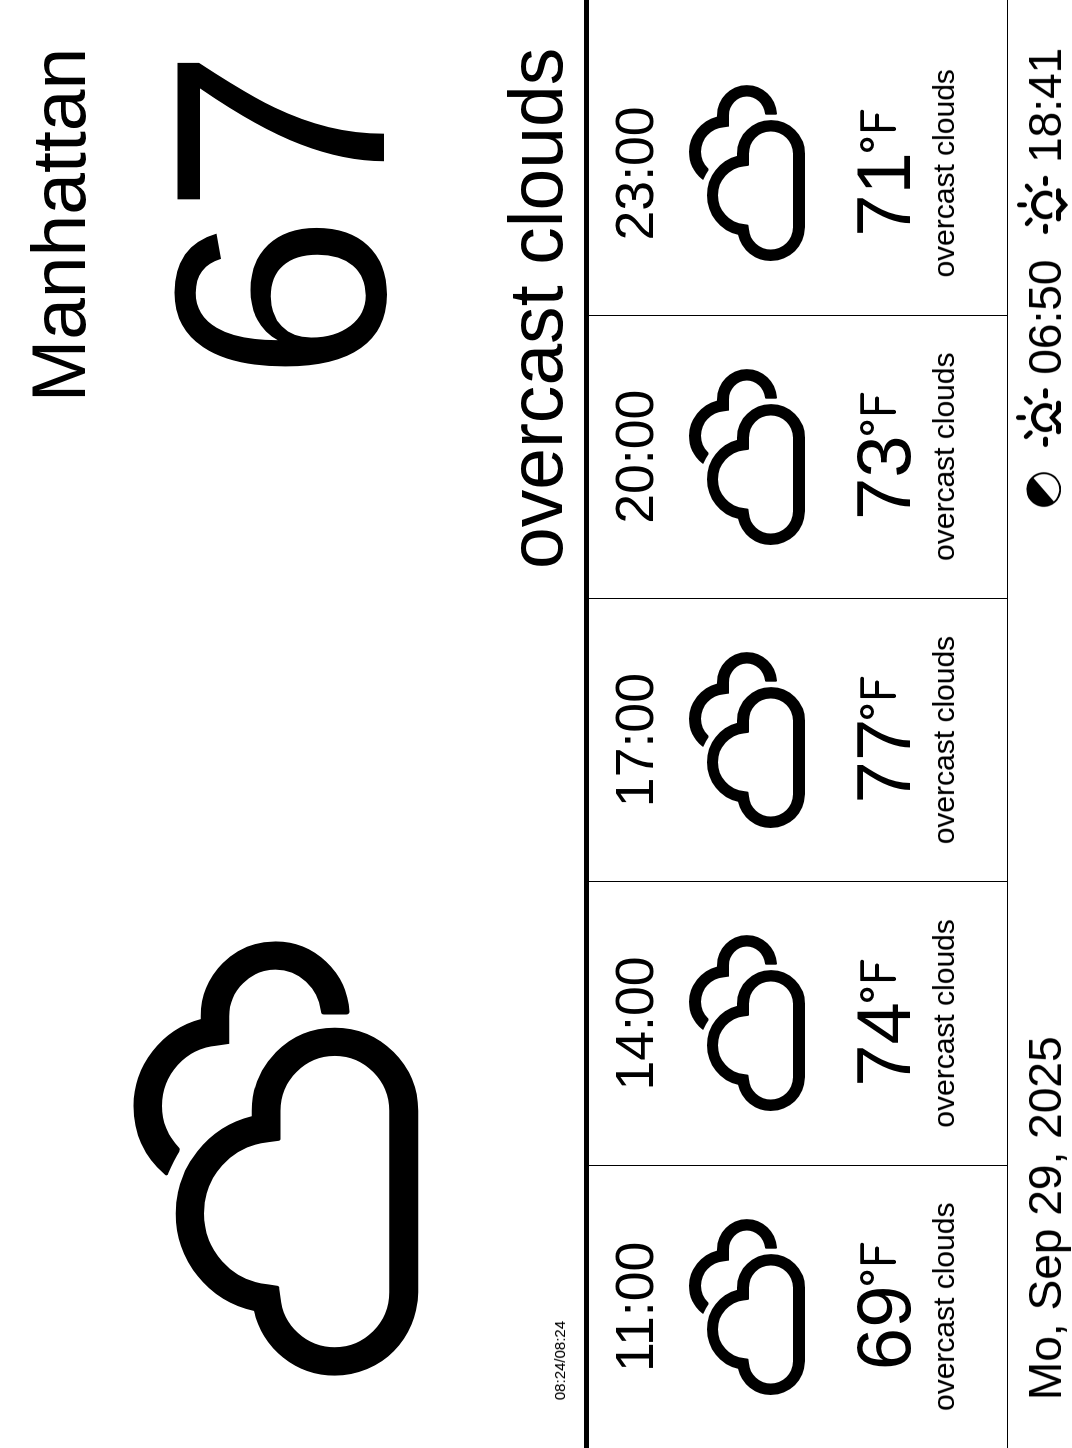 Manhattan
67
overcast clouds
08:24/08:24
11:00 14:00 17:00 20:00 23:00
69°F 74°F 77°F 73°F 71°F
overcast clouds overcast clouds overcast clouds overcast clouds overcast clouds
Mo, Sep 29, 2025 06:50 18:41